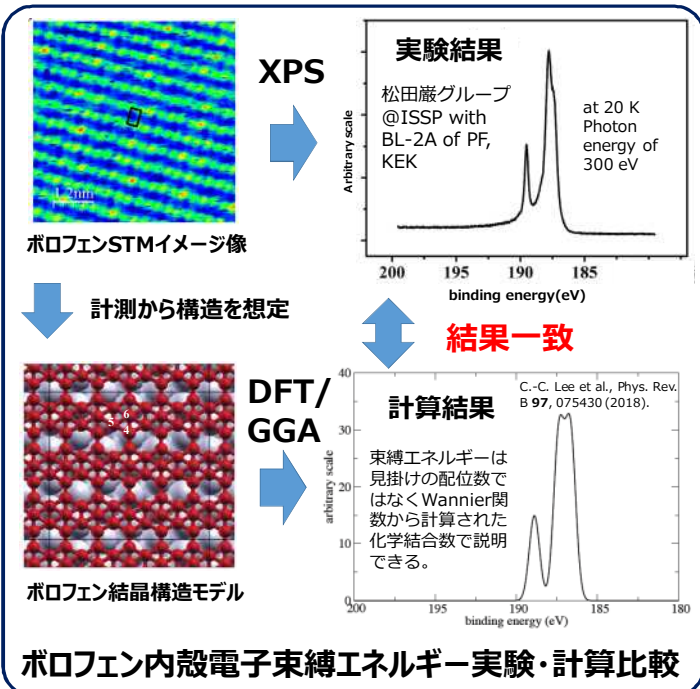 XPS
1.2nm
ボロフェンSTMイメージ像
実験結果
松田巌グループ
@ISSP with
BL-2A of PF,
KEK
at 20 K
Photon
energy of
300 eV
Arbitrary scale
200 195 190 185
binding energy(eV)
計測から構造を想定
結果一致
5 6
4
ボロフェン結晶構造モデル
DFT/
GGA
C.-C. Lee et al., Phys. Rev.
B 97, 075430 (2018).
計算結果
束縛エネルギーは
見掛けの配位数で
はなくWannier関
数から計算された
化学結合数で説明
できる。
arbitrary scale
40
30
20
10
0
200 195 190 185 180
binding energy (eV)
ボロフェン内殻電子束縛エネルギー実験・計算比較